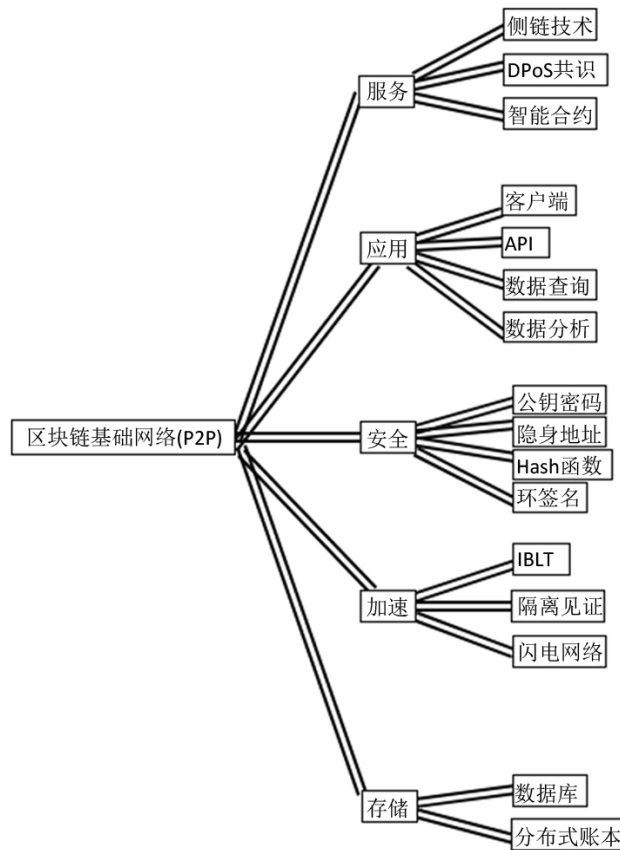 区块链基础网络(P2P)
服务
侧链技术
DPoS共识
智能合约
应用
客户端
API
数据查询
数据分析
安全
公钥密码
隐身地址
Hash函数
环签名
加速
IBLT
隔离见证
闪电网络
存储
数据库
分布式账本